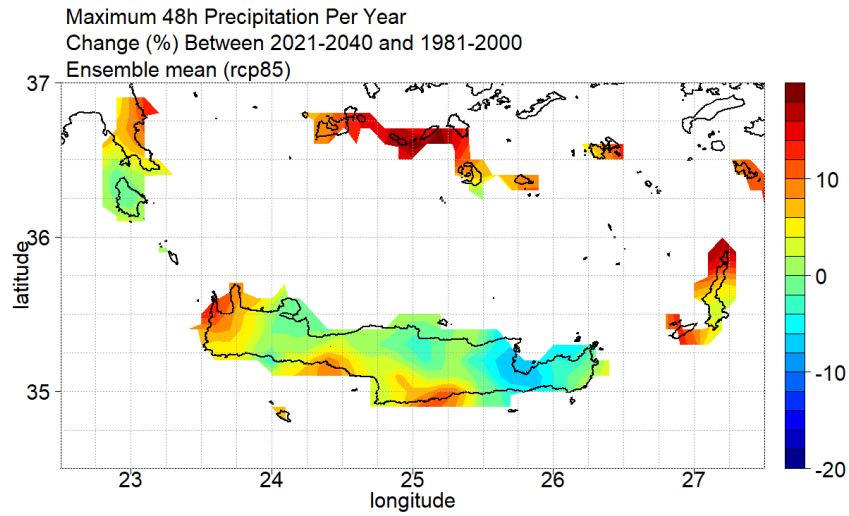 Maximum 48h Precipitation Per Year
Change (%) Between 2021-2040 and 1981-2000
Ensemble mean (rcp85)
37
36
35
latitude
23
24
25
26
27
longitude
10
0
-10
-20